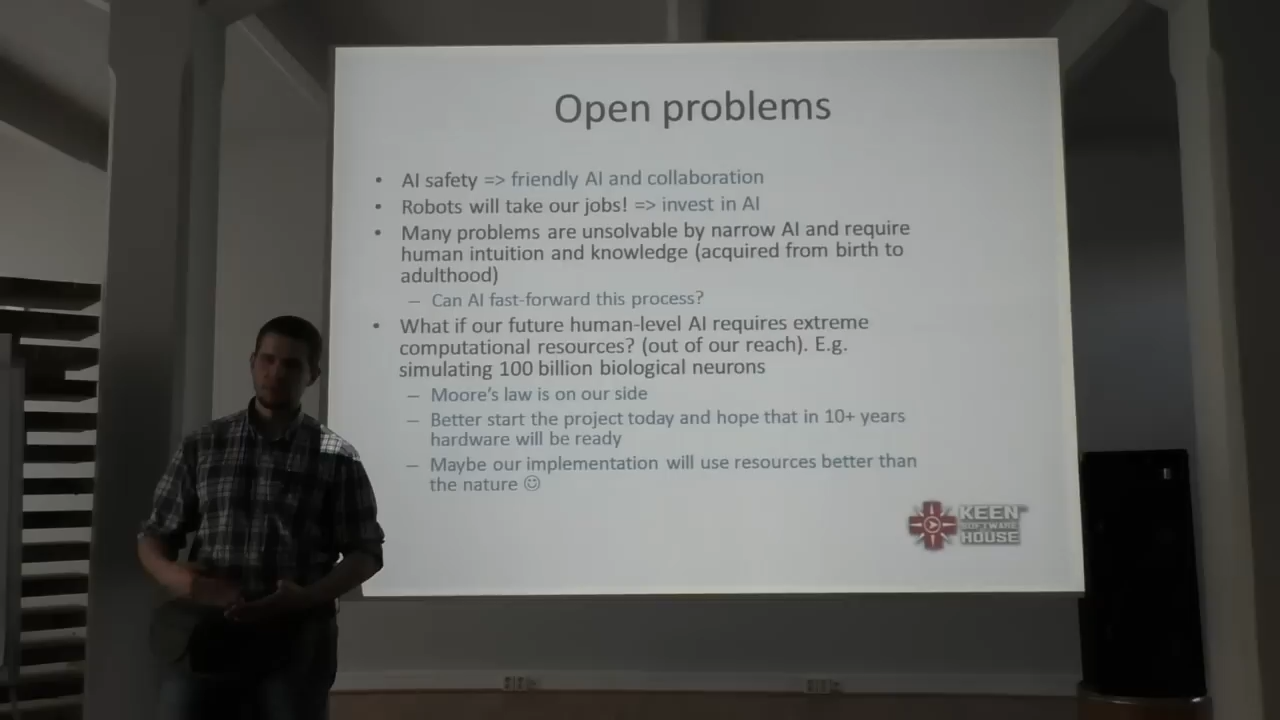 Open problems
• AI safety => friendly AI and collaboration
• Robots will take our jobs! => invest in AI
• Many problems are unsolvable by narrow AI and require
human intuition and knowledge (acquired from birth to
adulthood)
– Can AI fast-forward this process?
• What if our future human-level AI requires extreme
computational resources? (out of our reach). E.g.
simulating 100 billion biological neurons
– Moore's law is on our side
– Better start the project today and hope that in 10+ years
hardware will be ready
– Maybe our implementation will use resources better than
the nature ☺
KEEN
SOFTWARE
HOUSE